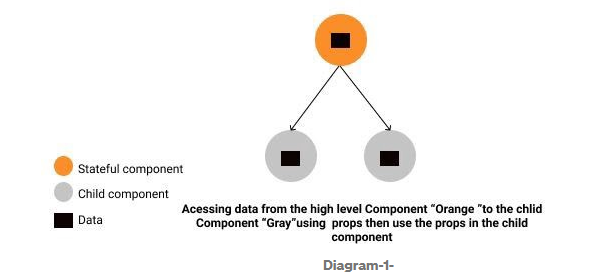 Stateful component
Child component
Data
Acessing data from the high level Component “Orange ”to the chlid
Component “Gray”using props then use the props in the child
component
Diagram-1-